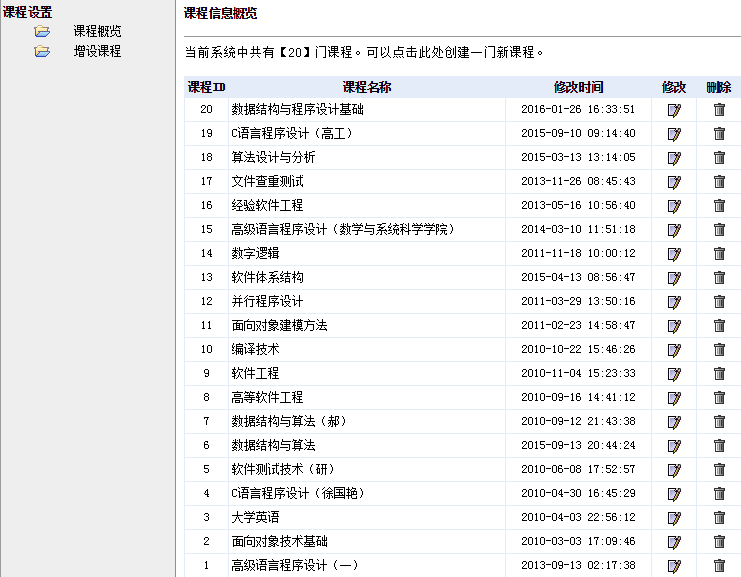 课程设置
课程概览
增设课程
课程信息概览
当前系统中共有【20】门课程。可以点击此处创建一门新课程。
课程ID 课程名称 修改时间 修改 删除
20 数据结构与程序设计基础 2016-01-26 16:33:51
19 C语言程序设计（高工） 2015-09-10 09:14:40
18 算法设计与分析 2015-03-13 13:14:05
17 文件查重测试 2013-11-26 08:45:43
16 经验软件工程 2013-05-16 10:56:40
15 高级语言程序设计（数学与系统科学学院） 2014-03-10 11:51:18
14 数字逻辑 2011-11-18 10:00:12
13 软件体系结构 2015-04-13 08:56:47
12 并行程序设计 2011-03-29 13:50:16
11 面向对象建模方法 2011-02-23 14:58:47
10 编译技术 2010-10-22 15:46:26
9 软件工程 2010-11-04 15:23:33
8 高等软件工程 2010-09-16 14:41:12
7 数据结构与算法（郝） 2010-09-12 21:43:38
6 数据结构与算法 2015-09-13 20:44:24
5 软件测试技术（研） 2010-06-08 17:52:57
4 C语言程序设计（徐国艳） 2010-04-30 16:45:29
3 大学英语 2010-04-03 22:56:12
2 面向对象技术基础 2010-03-03 17:09:46
1 高级语言程序设计（一） 2013-09-13 02:17:38